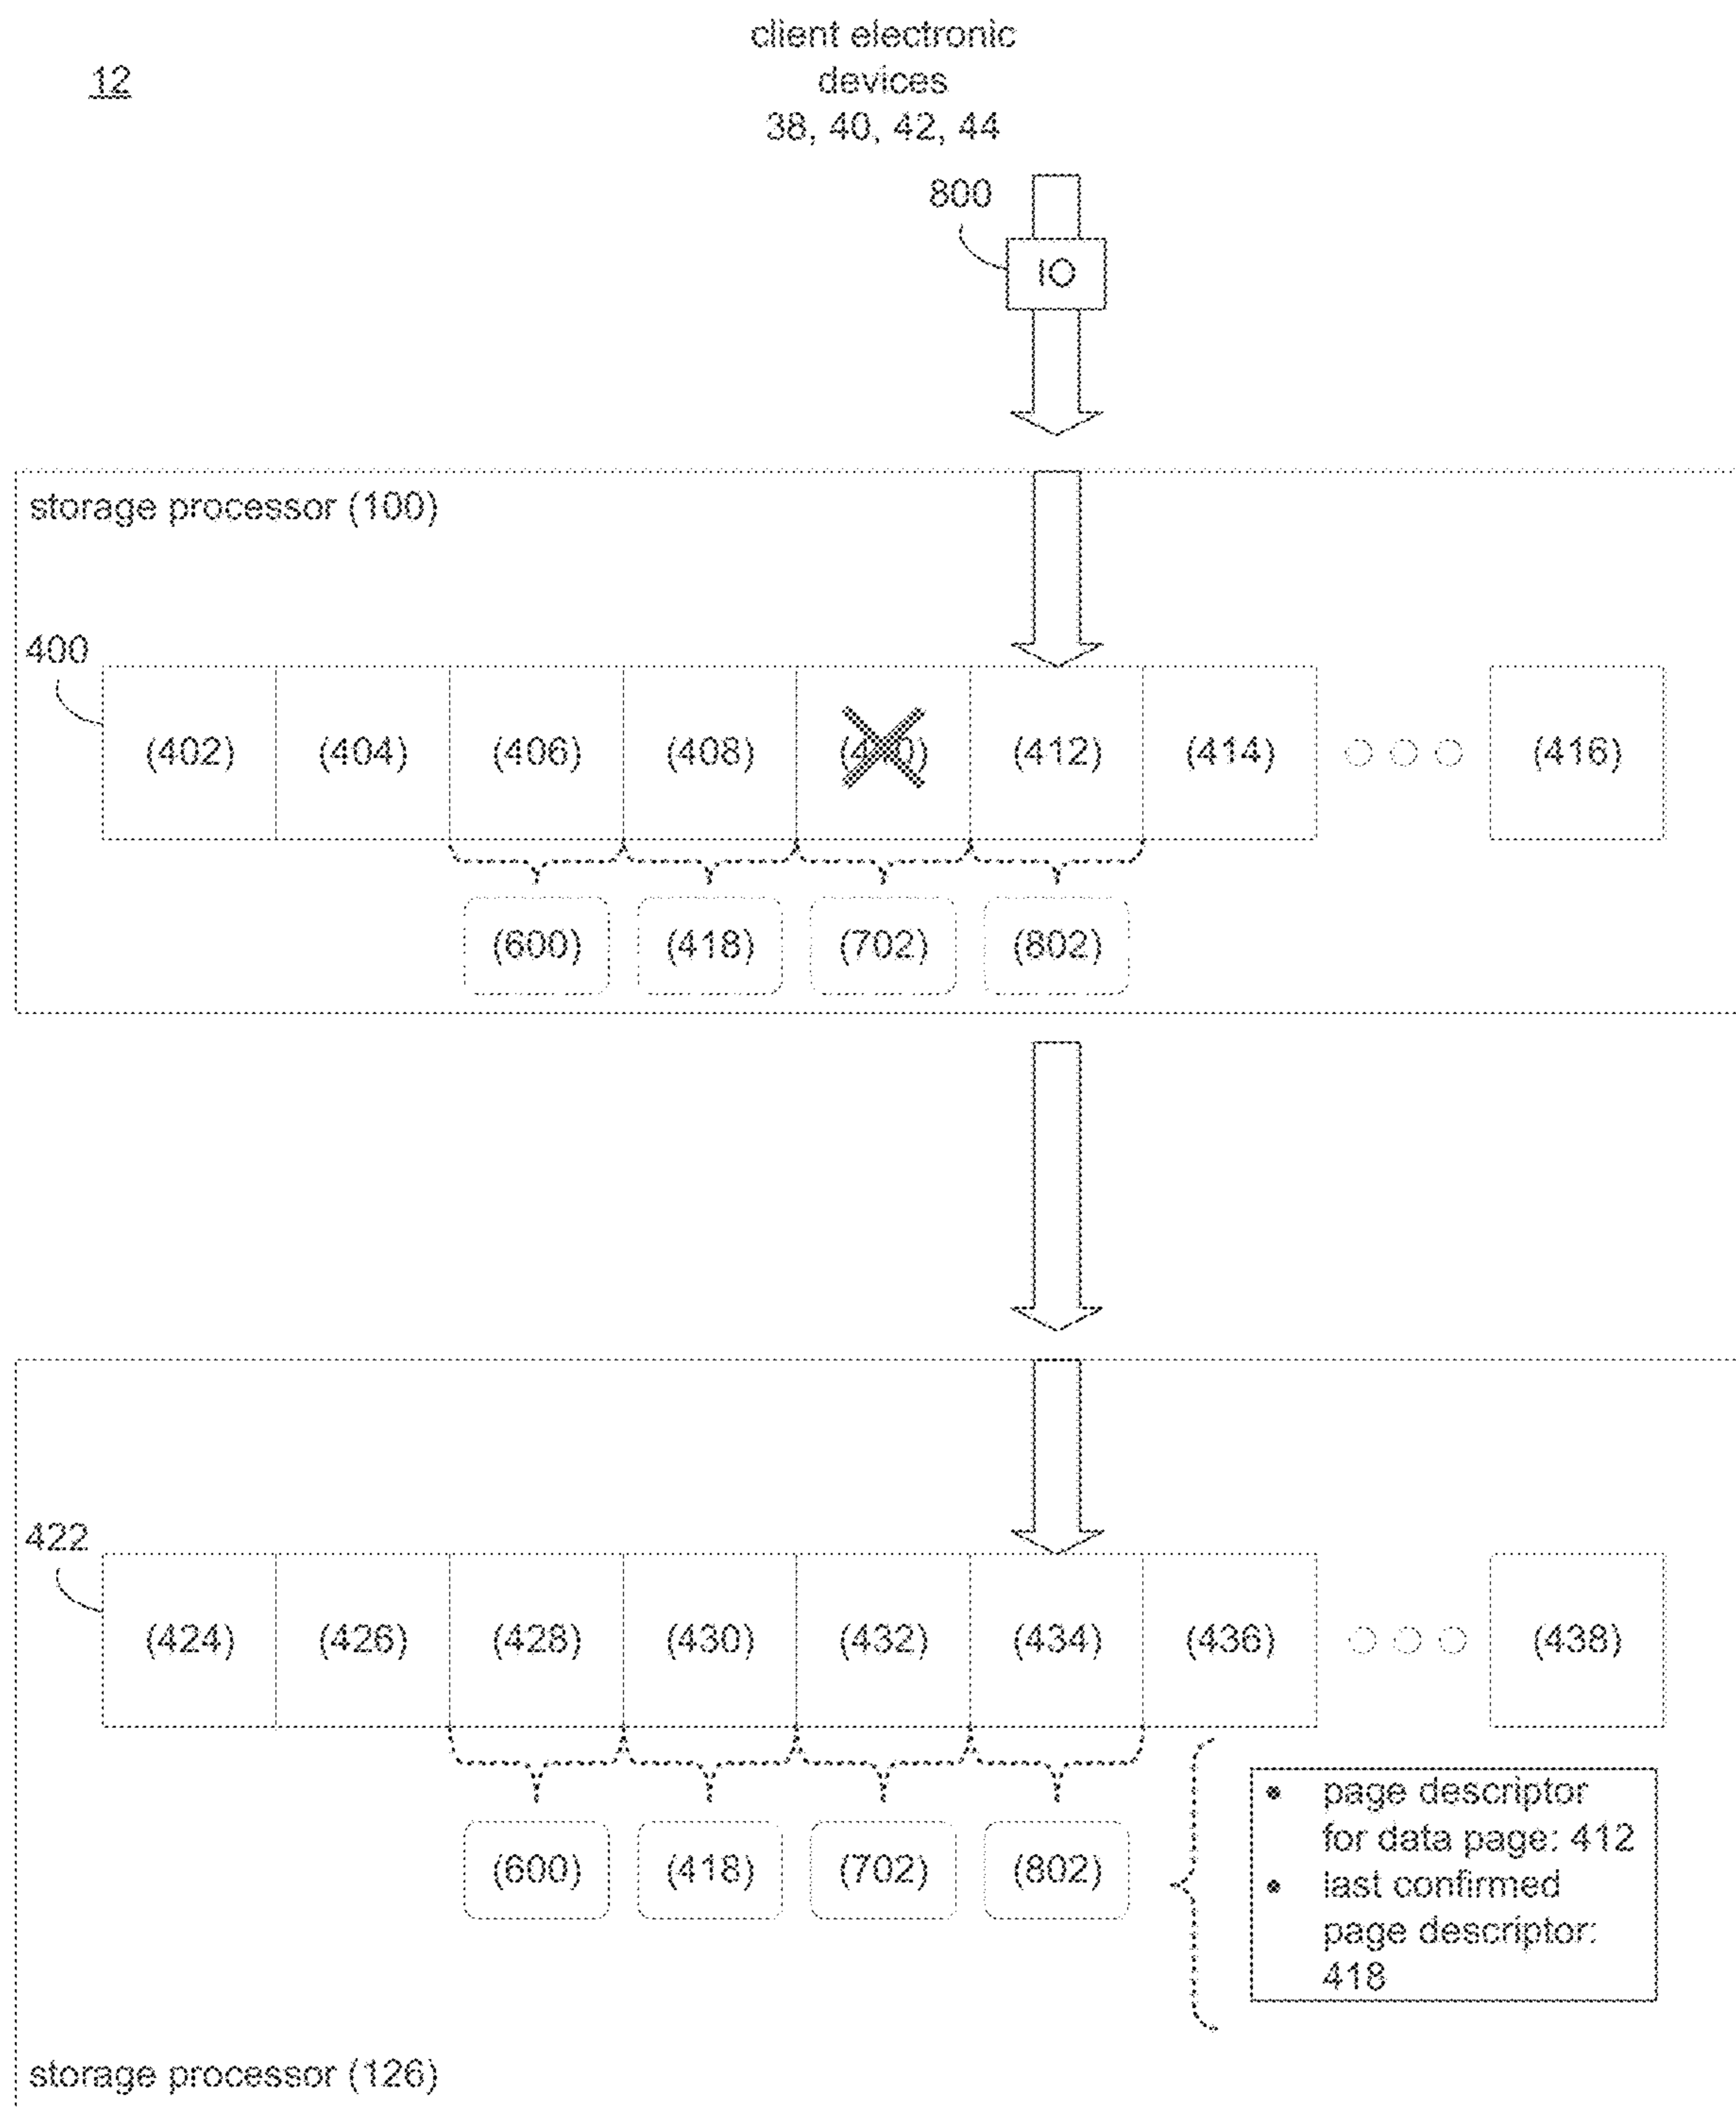 12
client electronic
devices
38, 40, 42, 44
800
IO
storage processor (100)
400
(402) (404) (406) (408) (412) (414) (416)
(600) (418) (702) (802)
422
(424) (426) (428) (430) (432) (434) (436) (438)
(600) (418) (702) (802)
• page descriptor
for data page: 412
• last confirmed
page descriptor:
418
storage processor (126)